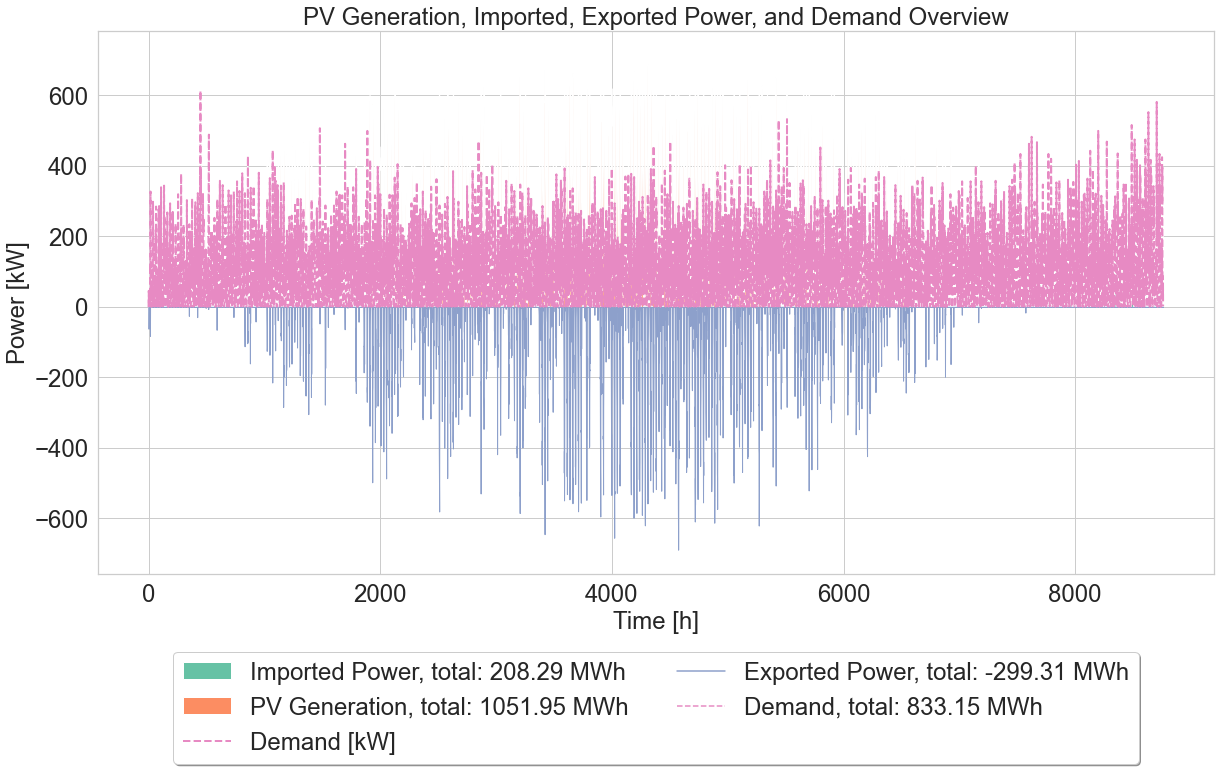 PV Generation, Imported, Exported Power, and Demand Overview
Power [kW]
600
400
200
0
−200
−400
−600
0 2000 4000 6000 8000
Time [h]
Imported Power, total: 208.29 MWh
PV Generation, total: 1051.95 MWh
Demand [kW]
Exported Power, total: -299.31 MWh
Demand, total: 833.15 MWh